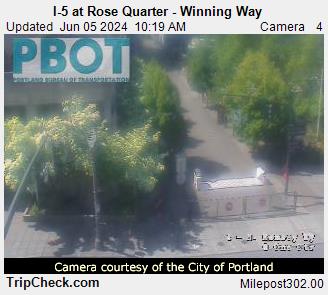 I-5 at Rose Quarter - Winning Way
Updated Jun 05 2024 10:19 AM Camera 4
PBOT
PORTLAND BUREAU OF TRANSPORTATION
Camera courtesy of the City of Portland
TripCheck.com Milepost302.00